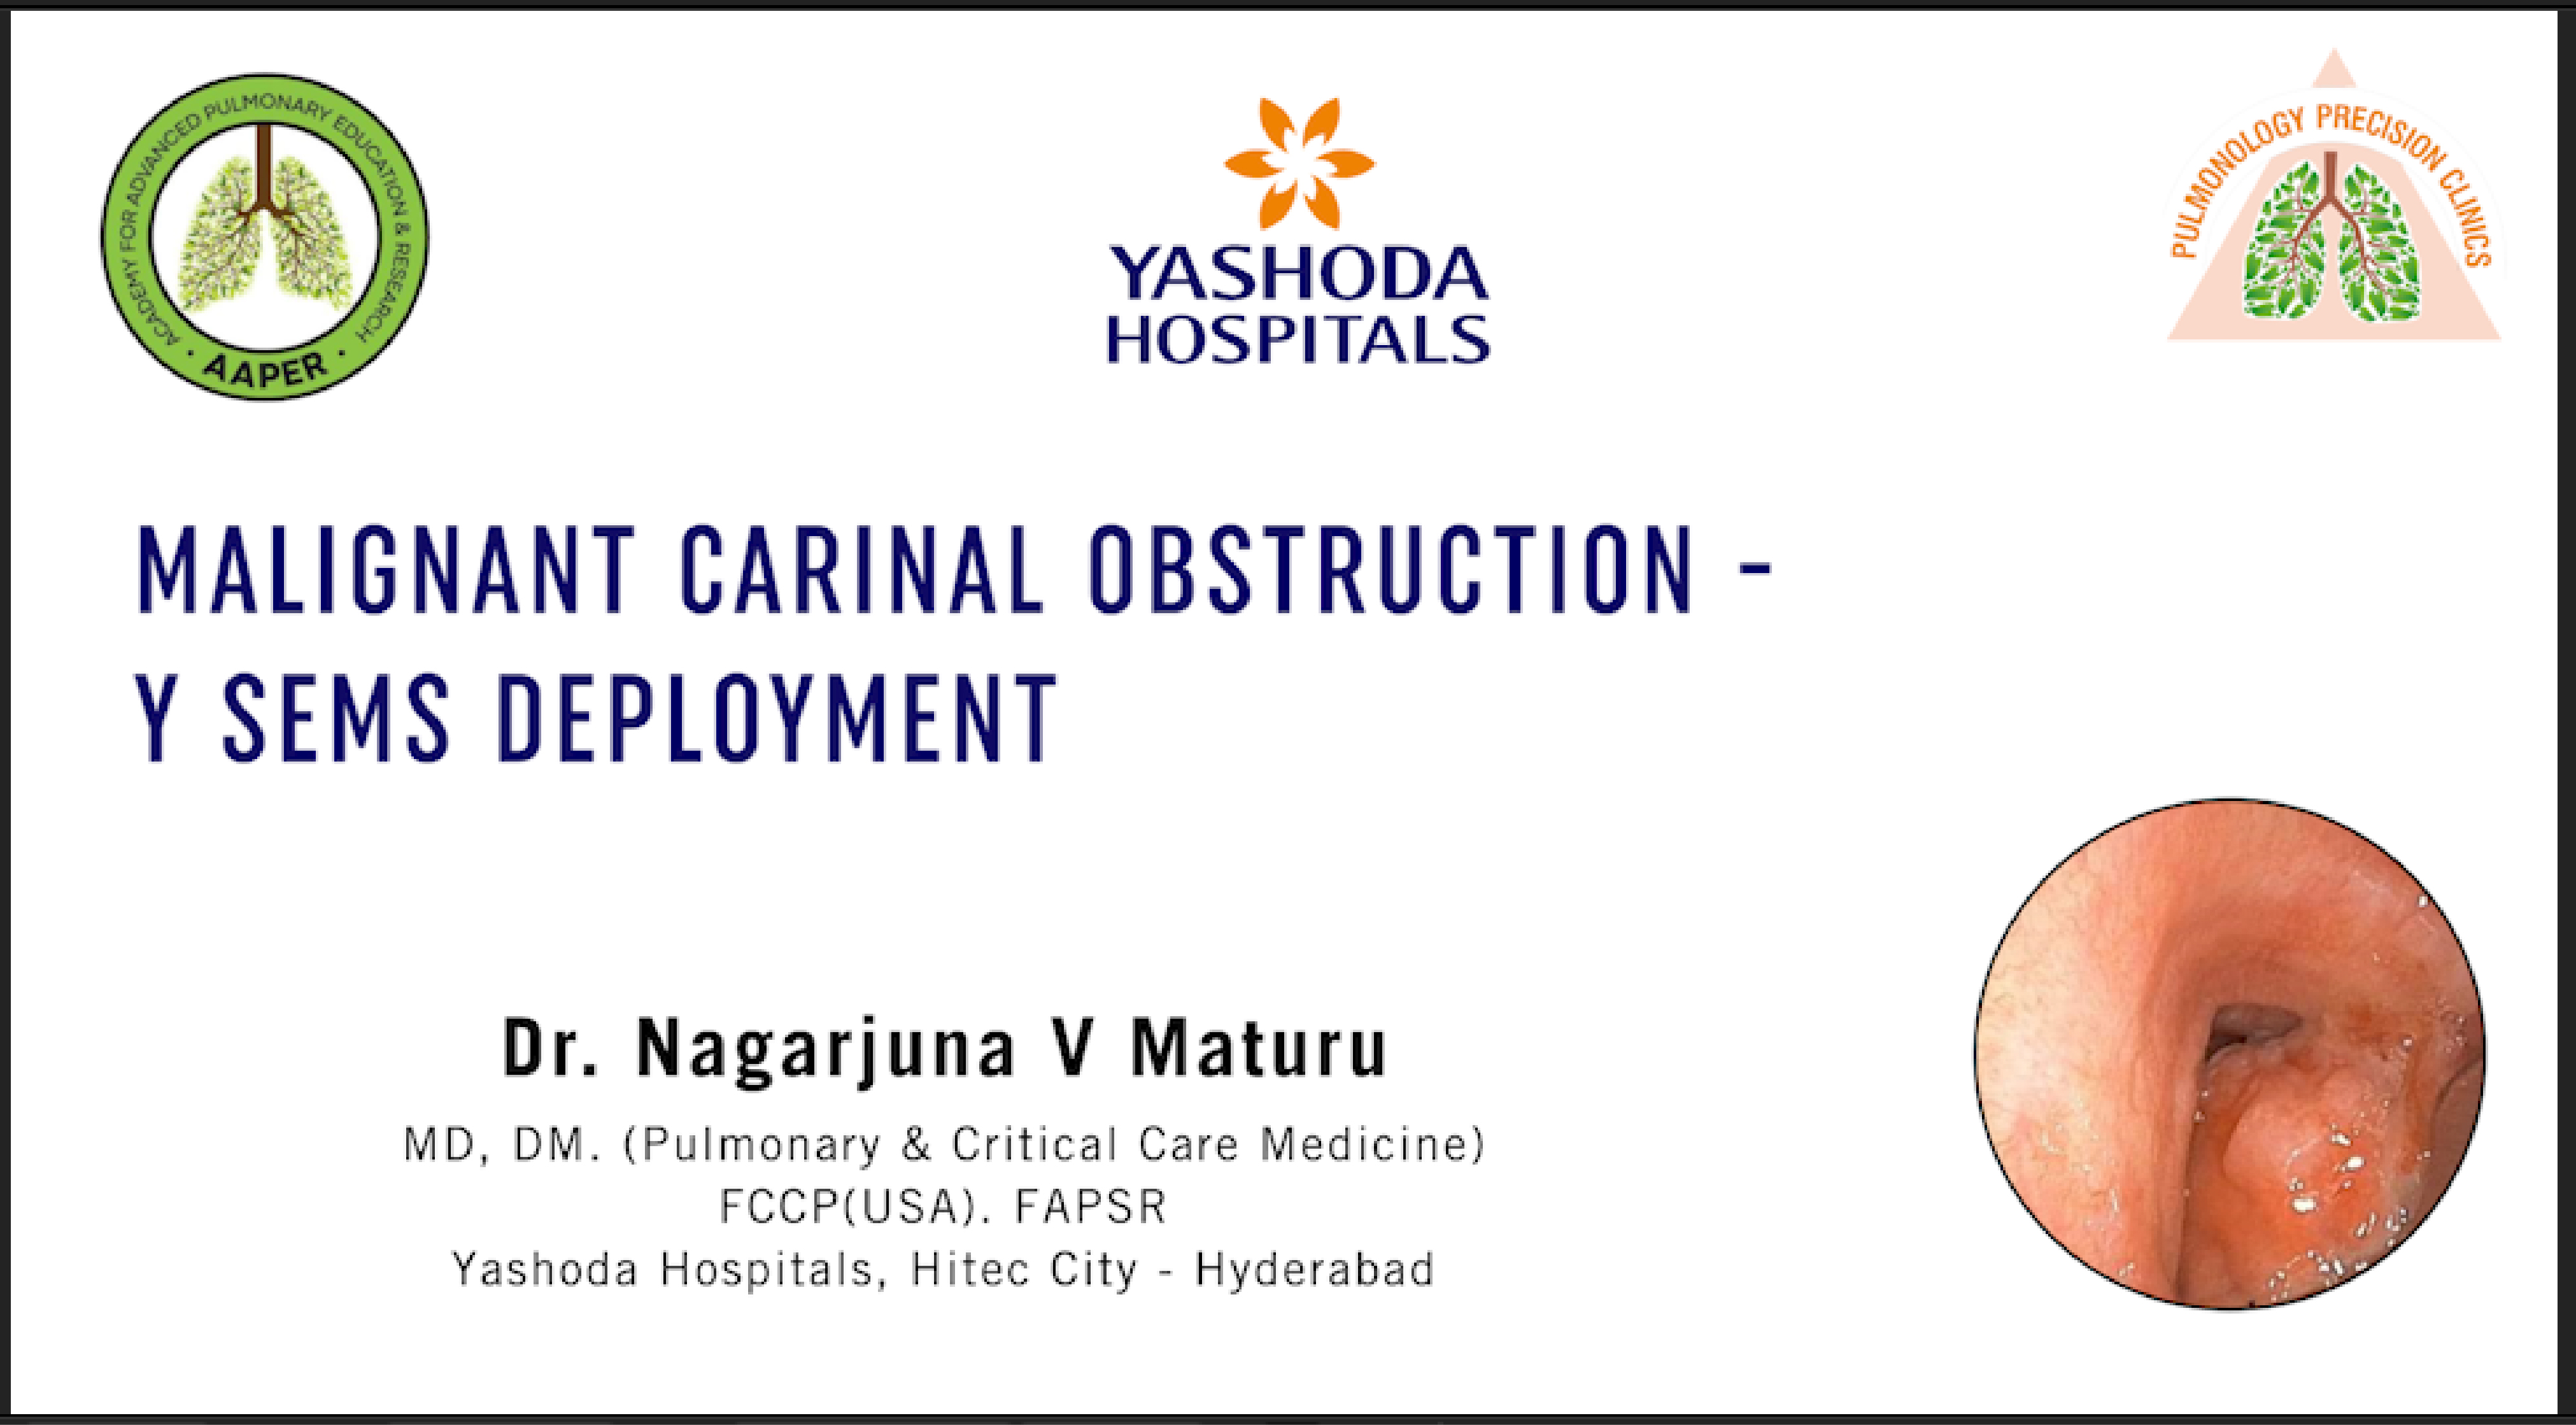 ACADEMY FOR ADVANCED PULMONARY EDUCATION & RESEARCH
· AAPER ·
YASHODA
HOSPITALS
PULMONOLOGY PRECISION CLINICS
MALIGNANT CARINAL OBSTRUCTION -
Y SEMS DEPLOYMENT
Dr. Nagarjuna V Maturu
MD, DM. (Pulmonary & Critical Care Medicine)
FCCP(USA). FAPSR
Yashoda Hospitals, Hitec City - Hyderabad